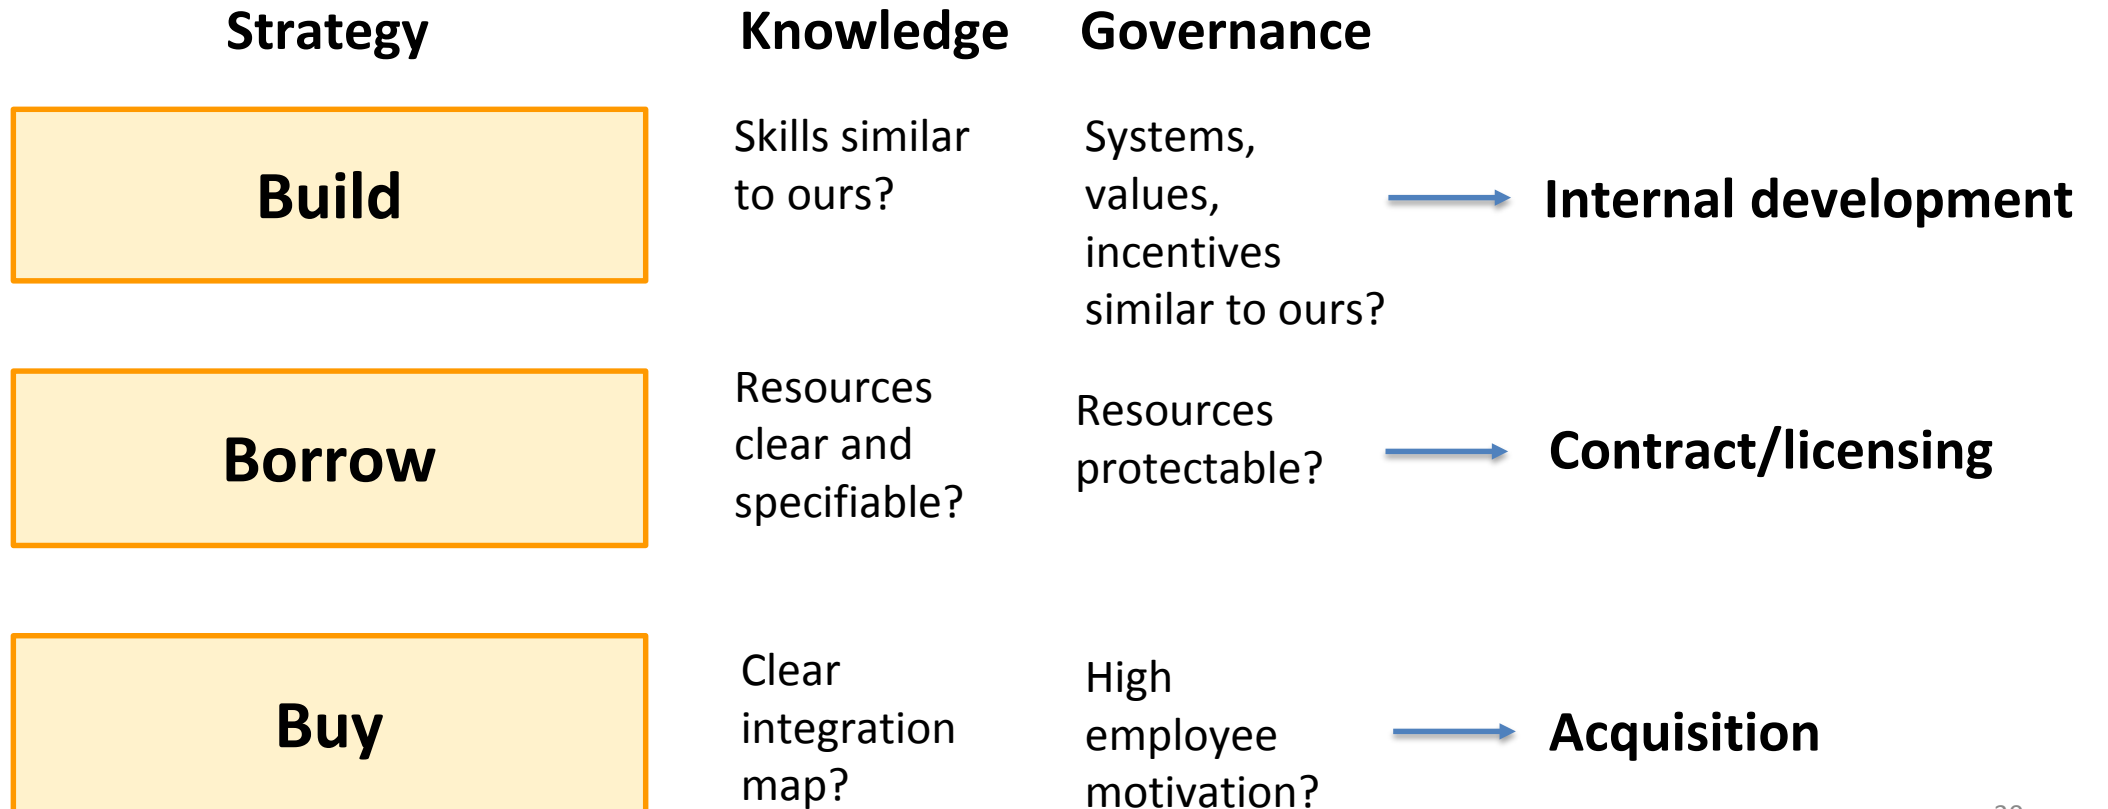 Strategy
Knowledge
Governance
Build
Skills similar
to ours?
Systems,
values,
incentives
similar to ours?
Internal development
Borrow
Resources
clear and
specifiable?
Resources
protectable?
Contract/licensing
Buy
Clear
integration
map?
High
employee
motivation?
Acquisition